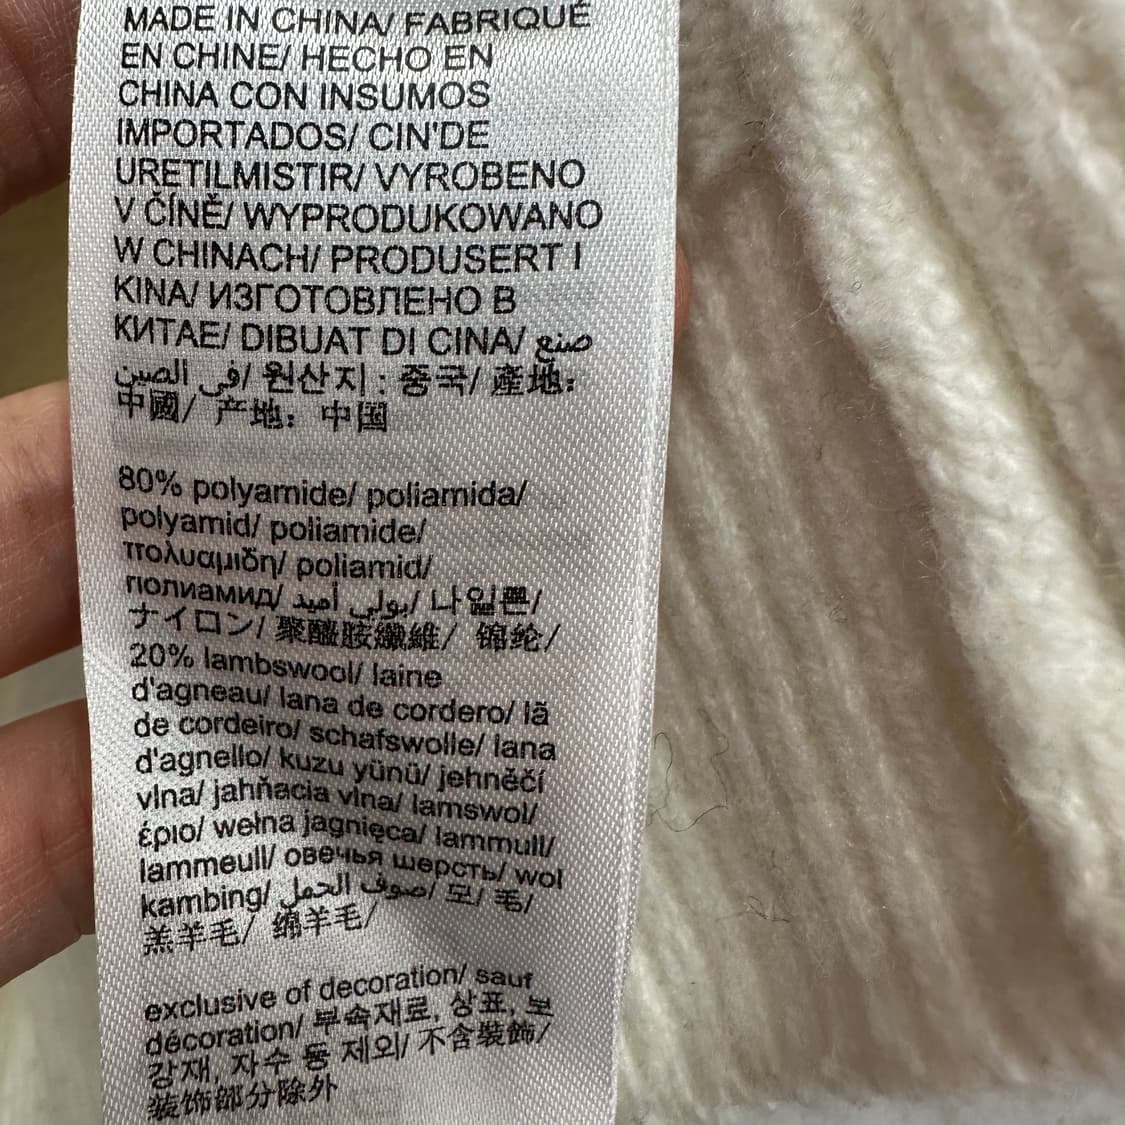 MADE IN CHINA/ FABRIQUÉ
EN CHINE/ HECHO EN
CHINA CON INSUMOS
IMPORTADOS/ CIN'DE
URETILMISTIR/ VYROBENO
V ČÍNĚ/ WYPRODUKOWANO
W CHINACH/ PRODUSERT I
KINA/ ИЗГОТОВЛЕНО В
КИТАЕ/ DIBUAT DI CINA/ صنع
في الصين/ 원산지 : 중국/ 產地:
中國/ 产地: 中国
80% polyamide/ poliamida/
polyamid/ poliamide/
πολυαμιδη/ poliamid/
полиамид/ بولي أميد/ 나일론/
ナイロン/ 聚醯胺纖維/ 锦纶/
20% lambswool/ laine
d'agneau/ lana de cordero/ lã
de cordeiro/ schafswolle/ lana
d'agnello/ kuzu yünü/ jehněčí
vlna/ jahňacia vlna/ lamswol/
έριο/ wełna jagnięca/ lammull/
lammeull/ овечья шерсть/ wol
kambing/ صوف الحمل/ 모/ 毛/
羔羊毛/ 绵羊毛/
exclusive of decoration/ sauf
décoration/ 부속재료, 상표, 보
강재, 자수 등 제외/ 不含裝飾/
装饰部分除外